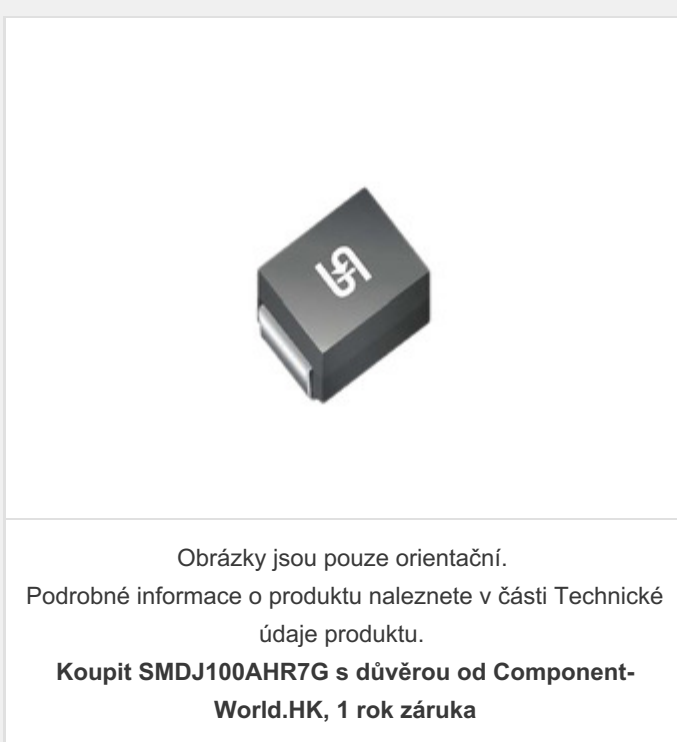 Obrázky jsou pouze orientační.
Podrobné informace o produktu naleznete v části Technické
údaje produktu.
Koupit SMDJ100AHR7G s důvěrou od Component-
World.HK, 1 rok záruka